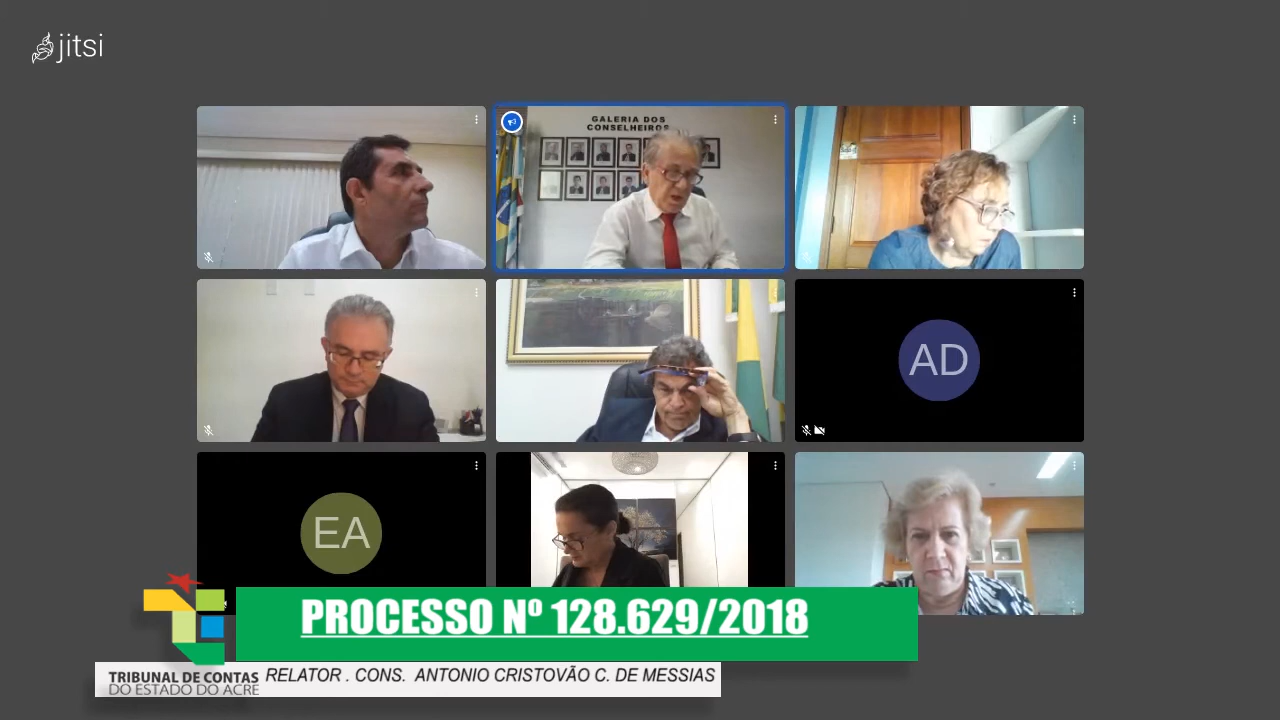 jitsi
GALERIA DOS
CONSELHEIROS
AD
EA
PROCESSO Nº 128.629/2018
TRIBUNAL DE CONTAS
DO ESTADO DO ACRE
RELATOR . CONS. ANTONIO CRISTOVÃO C. DE MESSIAS